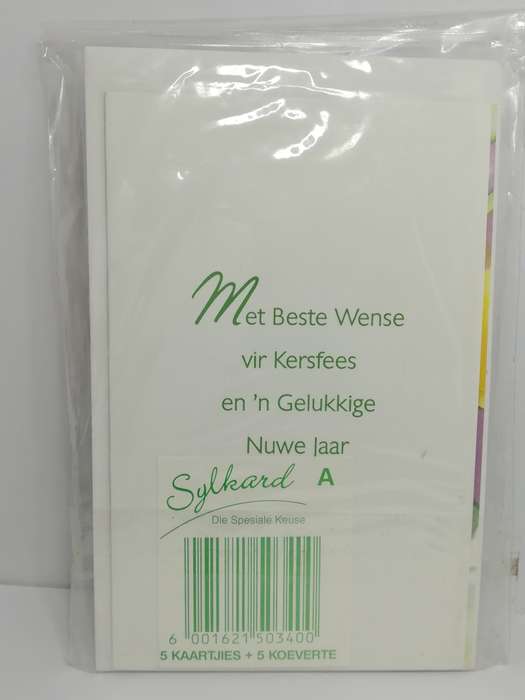 Met Beste Wense
vir Kersfees
en 'n Gelukkige
Nuwe Jaar
Sylkard A
Die Spesiale Keuse
6 001621 503400
5 KAARTJIES + 5 KOEVERTE